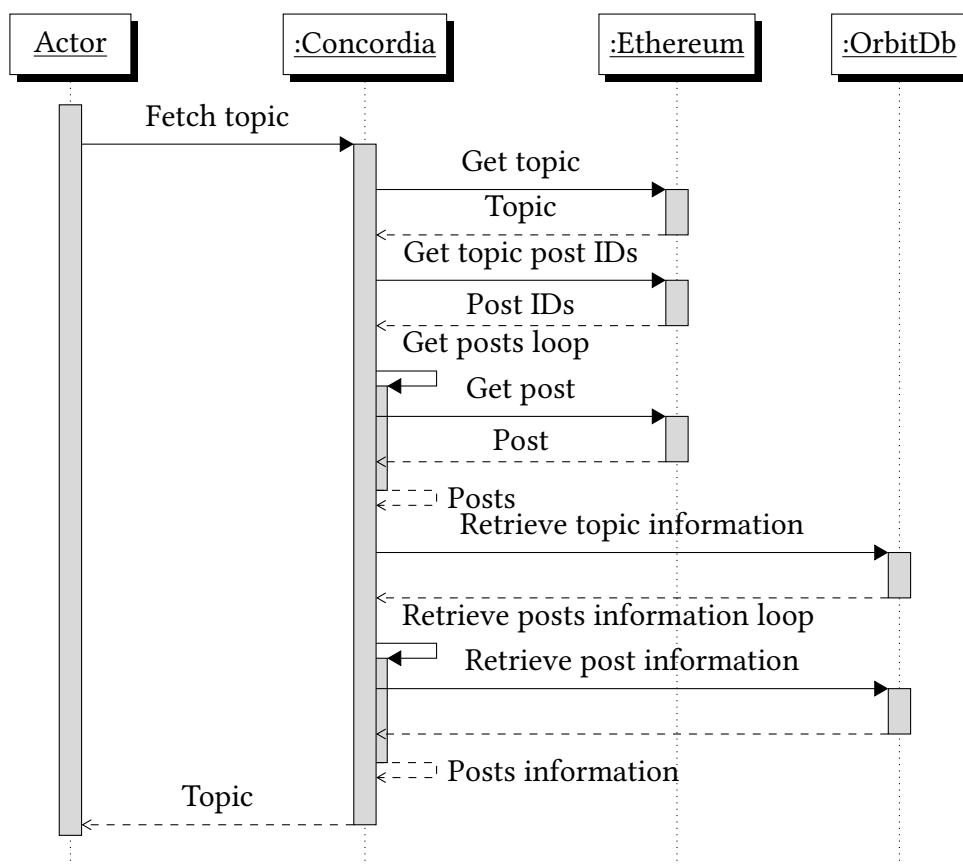 Actor
:Concordia
:Ethereum
:OrbitDb
Fetch topic
Get topic
Topic
Get topic post IDs
Post IDs
Get posts loop
Get post
Post
Posts
Retrieve topic information
Retrieve posts information loop
Retrieve post information
Posts information
Topic